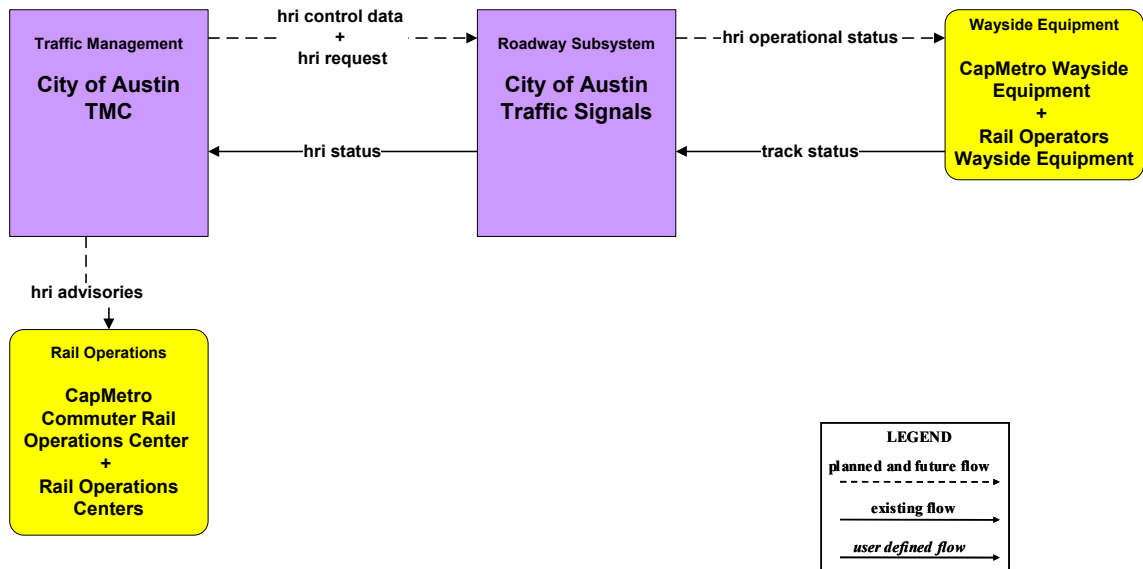 Traffic Management
City of Austin
TMC
hri control data
+
hri request
Roadway Subsystem
City of Austin
Traffic Signals
hri operational status
Wayside Equipment
CapMetro Wayside
Equipment
+
Rail Operators
Wayside Equipment
hri status
track status
hri advisories
Rail Operations
CapMetro
Commuter Rail
Operations Center
+
Rail Operations
Centers
LEGEND
planned and future flow
existing flow
user defined flow